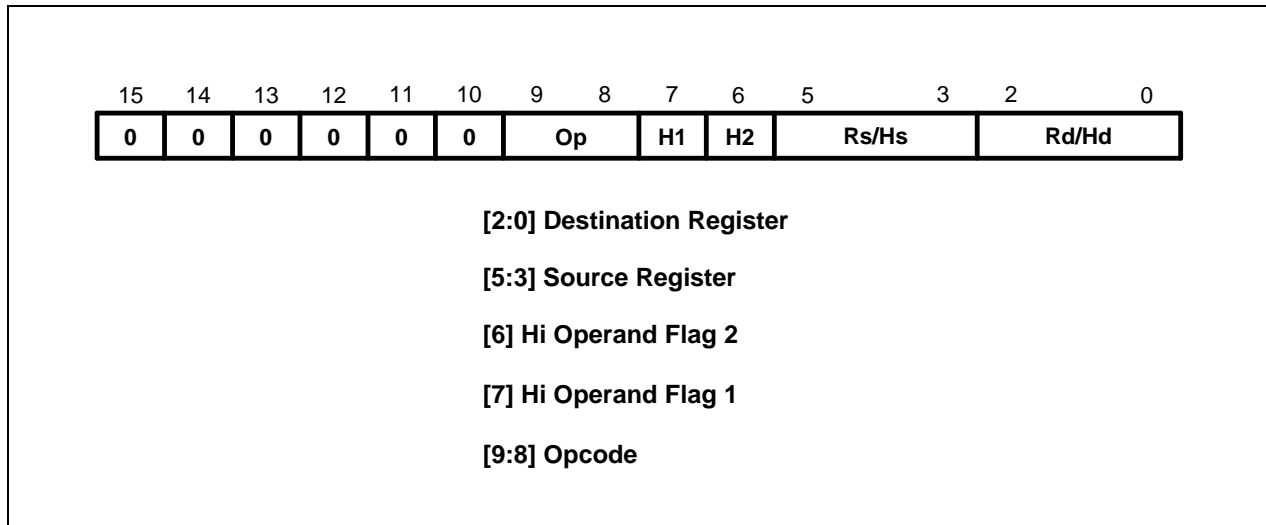 15 14 13 12 11 10 9 8 7 6 5 3 2 0
0 0 0 0 0 0 Op H1 H2 Rs/Hs Rd/Hd
[2:0] Destination Register
[5:3] Source Register
[6] Hi Operand Flag 2
[7] Hi Operand Flag 1
[9:8] Opcode